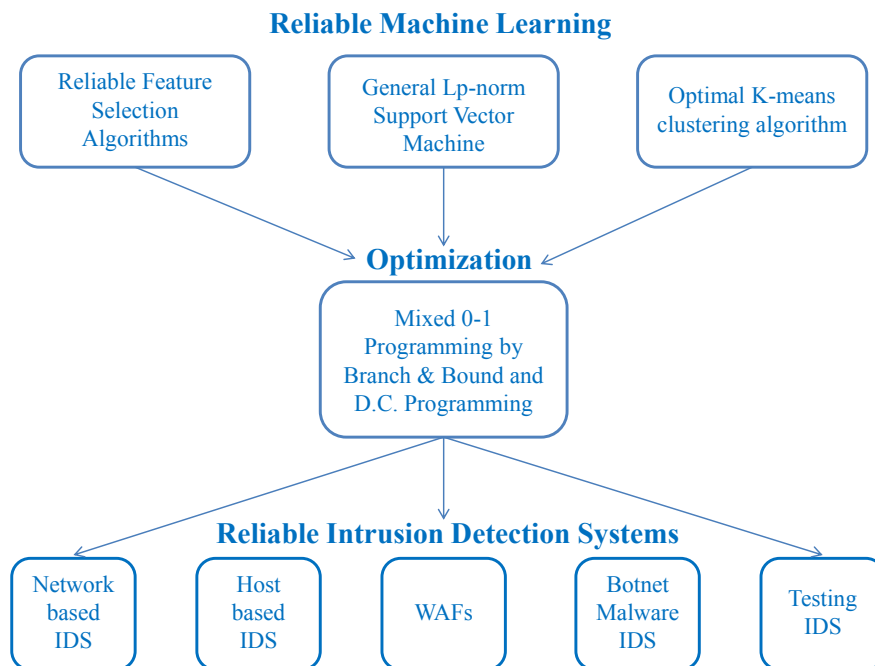 Reliable Machine Learning
Reliable Feature
Selection
Algorithms
General Lp-norm
Support Vector
Machine
Optimal K-means
clustering algorithm
Optimization
Mixed 0-1
Programming by
Branch & Bound and
D.C. Programming
Reliable Intrusion Detection Systems
Network
based
IDS
Host
based
IDS
WAFs
Botnet
Malware
IDS
Testing
IDS